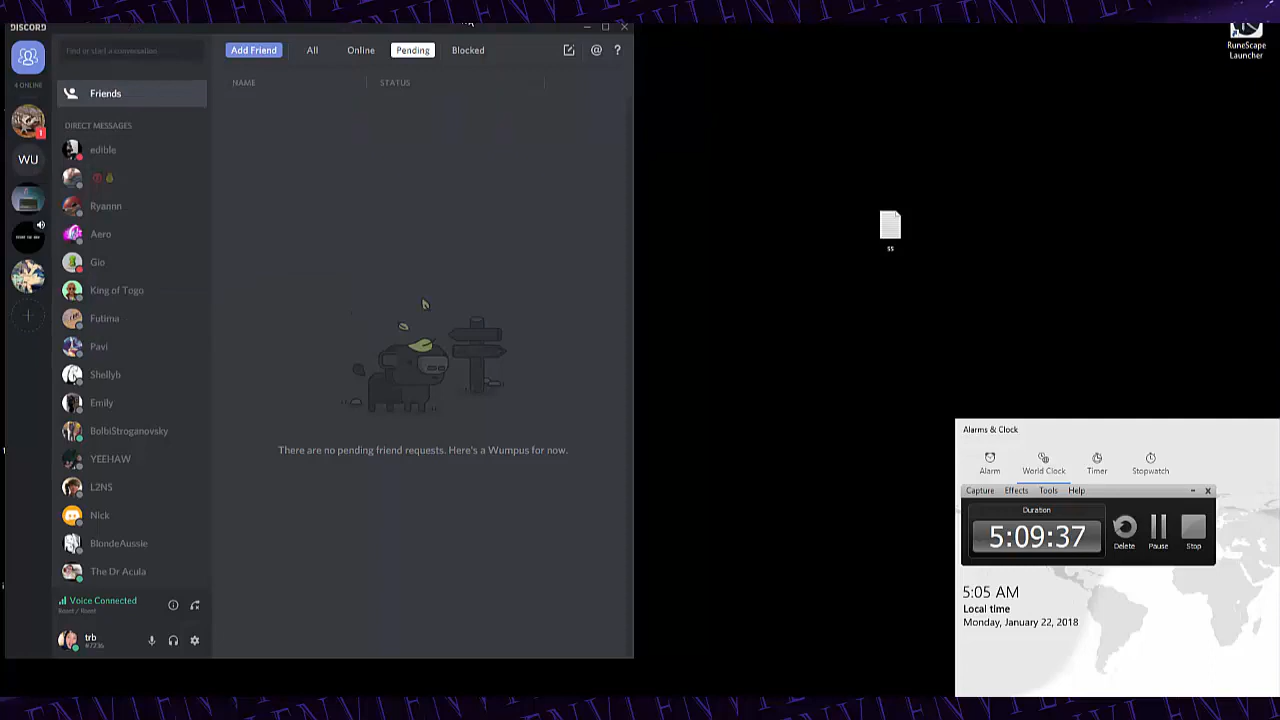 DISCORD
Find or start a conversation
Add Friend
All
Online
Pending
Blocked
@
?
4 ONLINE
NAME
STATUS
Friends
DIRECT MESSAGES
edible
Ryannn
WU
Aero
Gio
King of Togo
Futima
Pavi
Shellyb
Emily
BolbiStroganovsky
YEEHAW
L2NS
Nick
BlondeAussie
The Dr Acula
There are no pending friend requests. Here's a Wumpus for now.
Voice Connected
trb
#7236
RuneScape
Launcher
ss
Alarms & Clock
Alarm
World Clock
Timer
Stopwatch
Capture
Effects
Tools
Help
Duration
5:09:37
Delete
Pause
Stop
5:05 AM
Local time
Monday, January 22, 2018